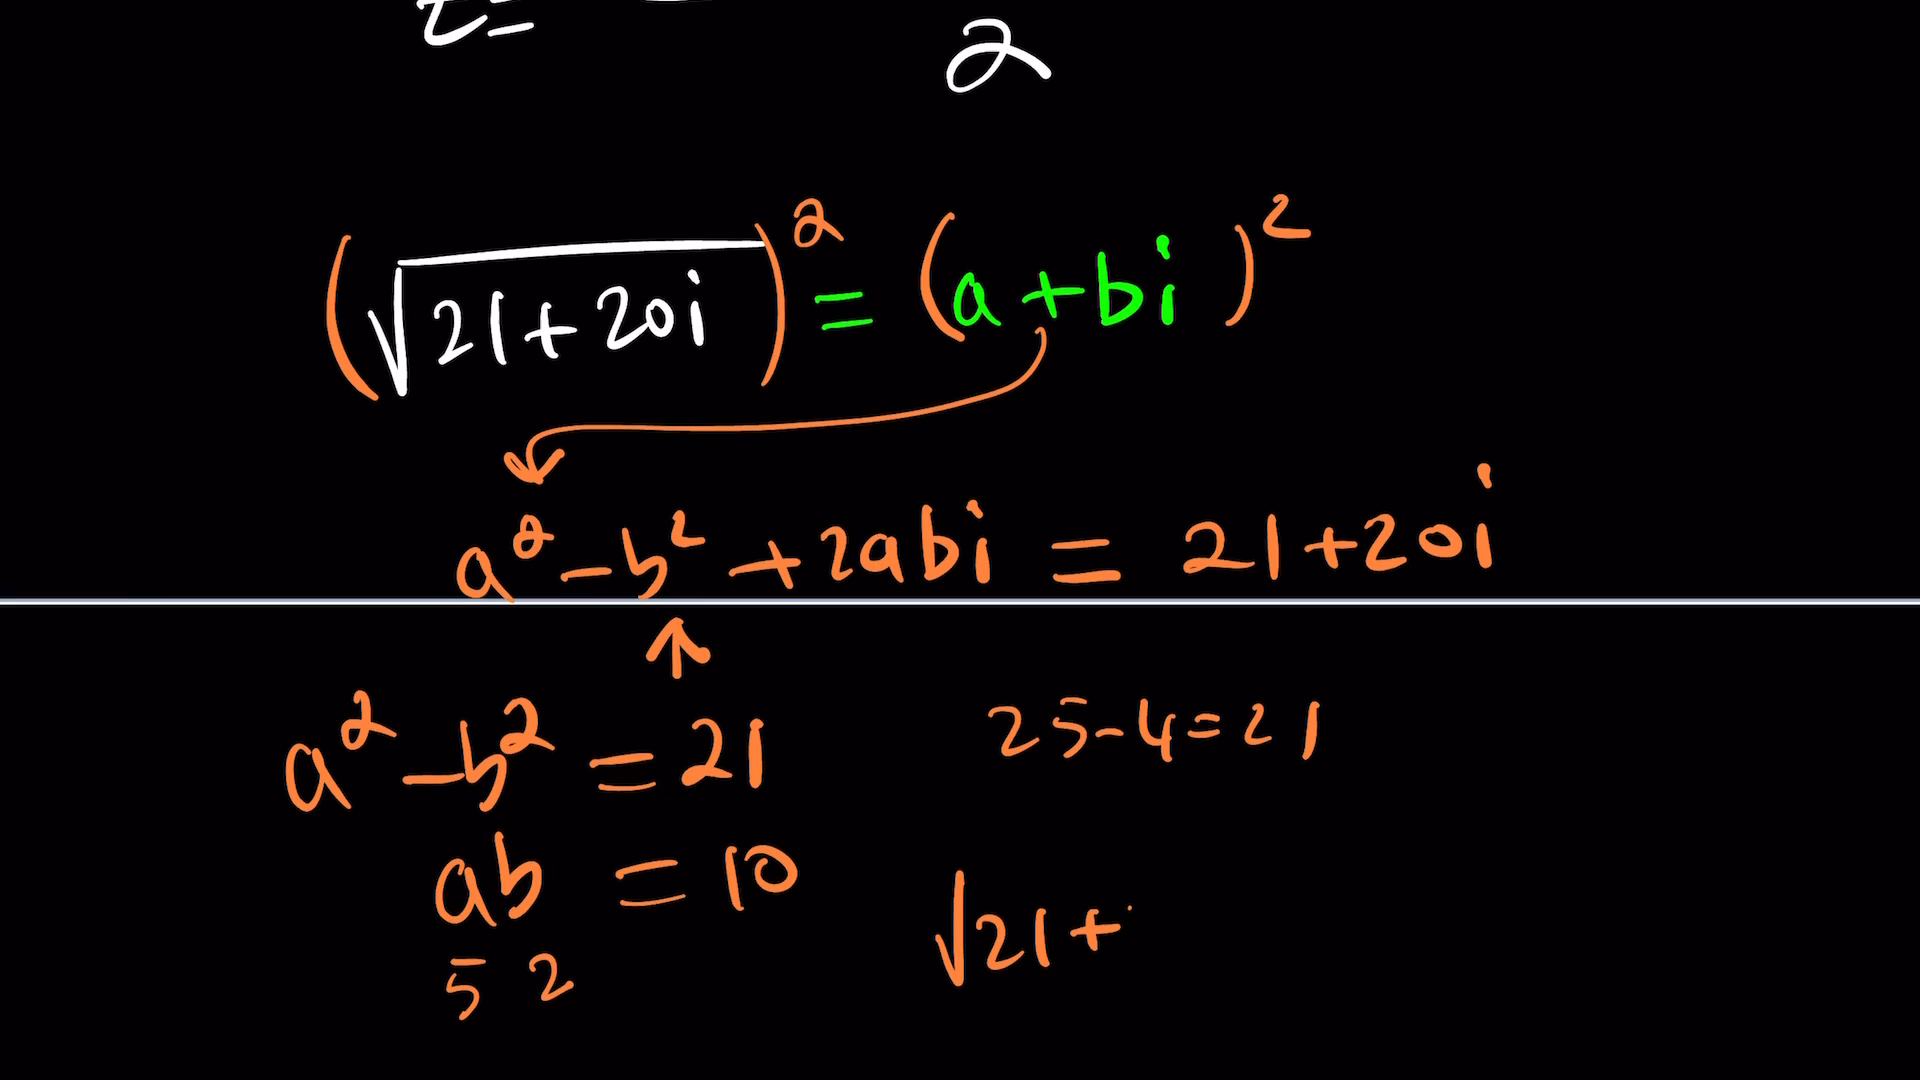 z=
2
(√21+20i)² = (a+bi)²
a²-b²+2abi = 21+20i
a²-b² = 21
25-4=21
ab = 10
√21+
5 2